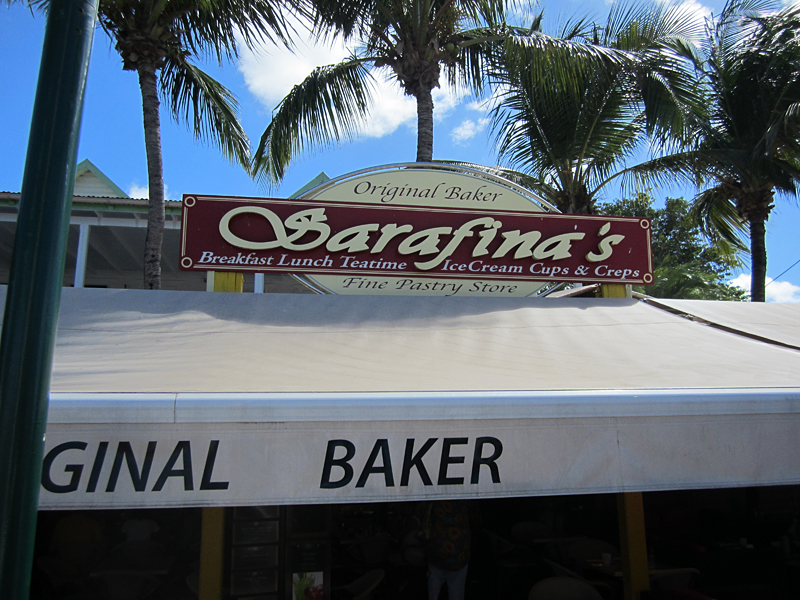 Original Baker
Sarafina's
Breakfast Lunch Teatime IceCream Cups & Creps
Fine Pastry Store
GINAL BAKER